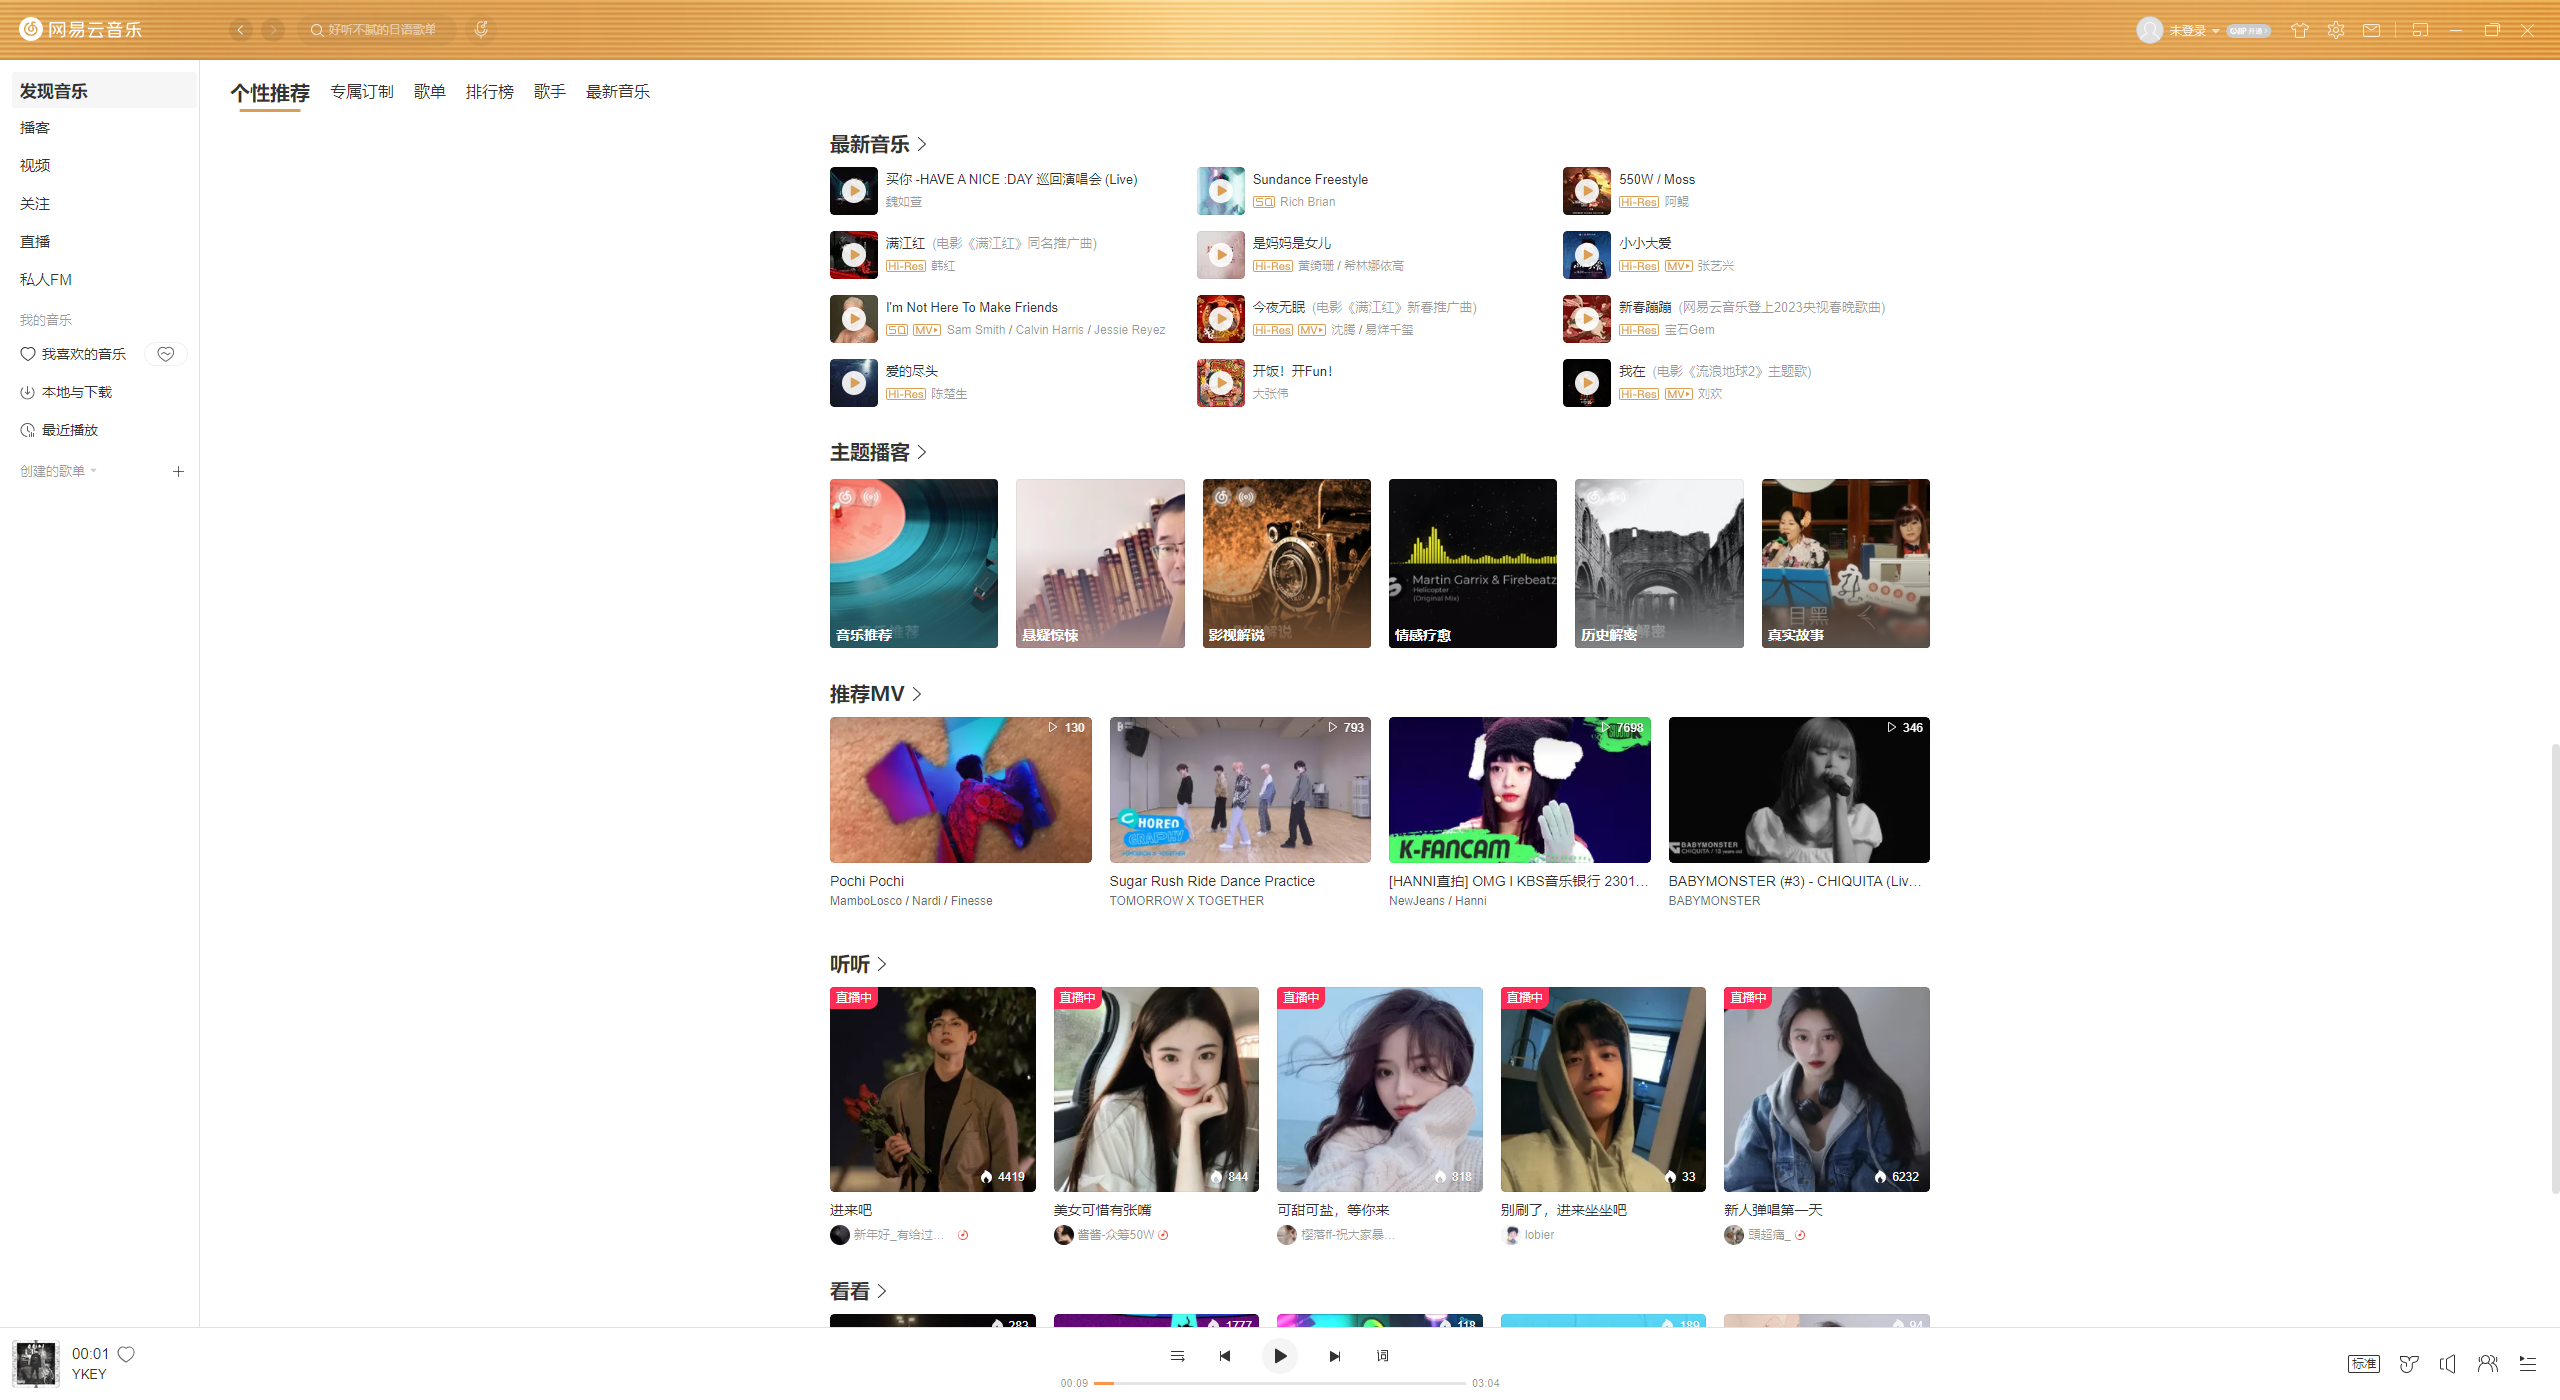 网易云音乐
好听不腻的日语歌单
未登录
VIP开通
发现音乐
播客
视频
关注
直播
私人FM
我的音乐
我喜欢的音乐
本地与下载
最近播放
创建的歌单
个性推荐 专属订制 歌单 排行榜 歌手 最新音乐
最新音乐
买你 -HAVE A NICE :DAY 巡回演唱会 (Live)
魏如萱
Sundance Freestyle
SQ Rich Brian
550W / Moss
Hi-Res 阿鲲
满江红 (电影《满江红》同名推广曲)
Hi-Res 韩红
是妈妈是女儿
Hi-Res 黄绮珊 / 希林娜依高
小小大爱
Hi-Res MV 张艺兴
I'm Not Here To Make Friends
SQ MV Sam Smith / Calvin Harris / Jessie Reyez
今夜无眠 (电影《满江红》新春推广曲)
Hi-Res MV 沈腾 / 易烊千玺
新春蹦蹦 (网易云音乐登上2023央视春晚歌曲)
Hi-Res 宝石Gem
爱的尽头
Hi-Res 陈楚生
开饭！开Fun！
大张伟
我在 (电影《流浪地球2》主题歌)
Hi-Res MV 刘欢
主题播客
音乐推荐
悬疑惊悚
影视解说
Martin Garrix & Firebeatz
Helicopter
(Original Mix)
情感疗愈
历史解密
目黑
真实故事
推荐MV
130
793
7698
346
CHOREO
GRAPHY
TOMORROW X TOGETHER
K-FANCAM
BABYMONSTER
CHIQUITA / 13 years old
Pochi Pochi
MamboLosco / Nardi / Finesse
Sugar Rush Ride Dance Practice
TOMORROW X TOGETHER
[HANNI直拍] OMG I KBS音乐银行 2301...
NewJeans / Hanni
BABYMONSTER (#3) - CHIQUITA (Liv...
BABYMONSTER
听听
直播中
直播中
直播中
直播中
直播中
4419
844
818
33
6232
进来吧
新年好_有给过...
美女可惜有张嘴
酱酱-众筹50W
可甜可盐，等你来
樱落ff-祝大家暴...
别刷了，进来坐坐吧
lobier
新人弹唱第一天
頭超痛_
看看
283
1777
118
189
94
00:01
YKEY
词
00:09
03:04
标准